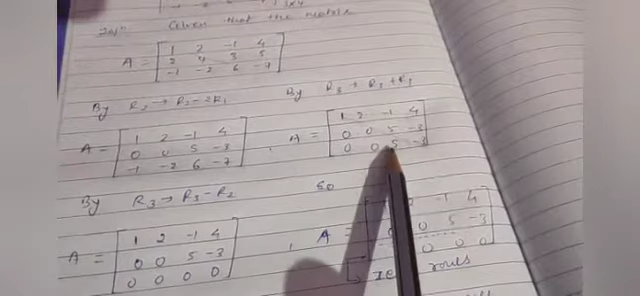 Soln Given that the matrix
A = [ 1 2 -1 4
2 4 3 5
-1 -2 6 -7 ]
By R2 → R2 - 2R1
A = [ 1 2 -1 4
0 0 5 -3
-1 -2 6 -7 ]
By R3 → R3 + R1
, A = [ 1 2 -1 4
0 0 5 -3
0 0 5 -3 ]
By R3 → R3 - R2
A = [ 1 2 -1 4
0 0 5 -3
0 0 0 0 ]
So
, A = [ -1 4
0 5 -3
0 0 0 ]